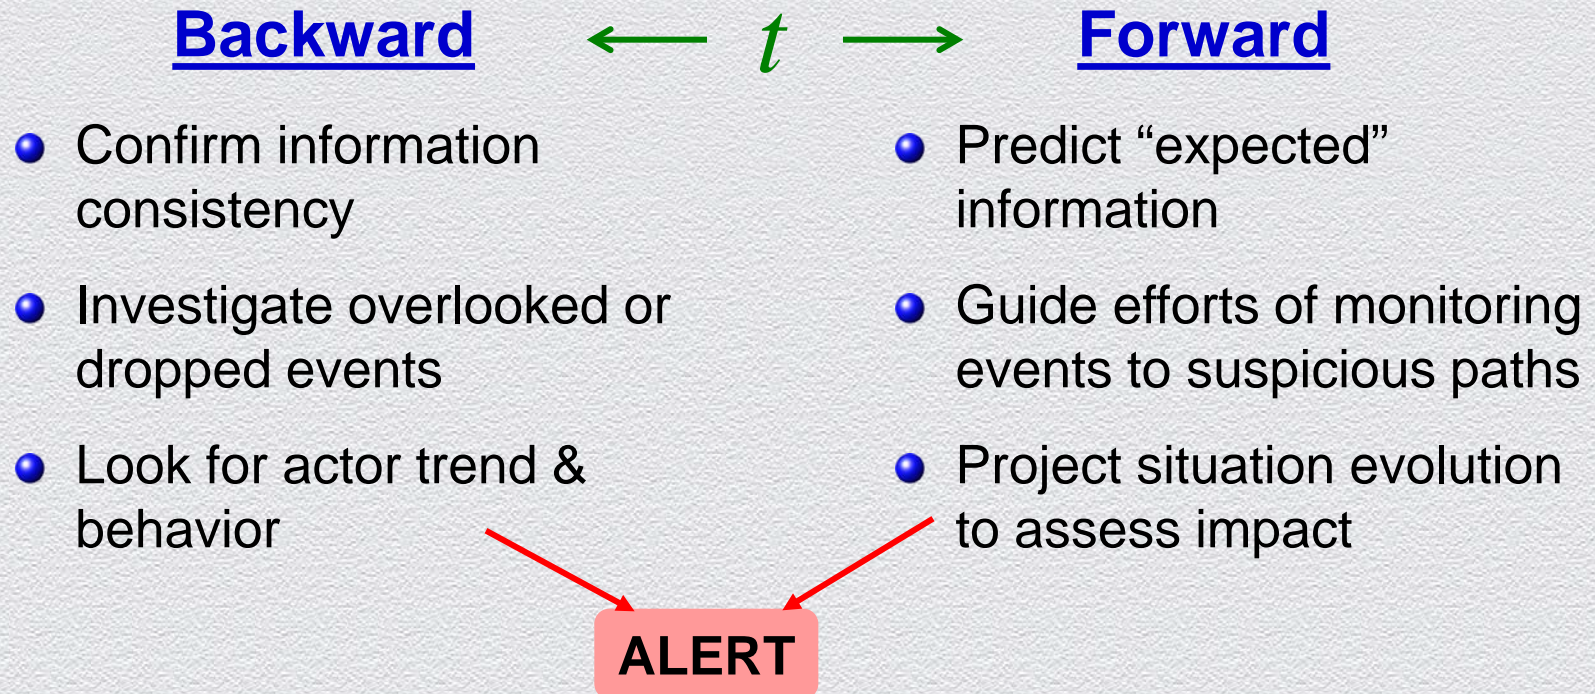 Backward
t
Forward
Confirm information
consistency
Investigate overlooked or
dropped events
Look for actor trend &
behavior
Predict “expected”
information
Guide efforts of monitoring
events to suspicious paths
Project situation evolution
to assess impact
ALERT